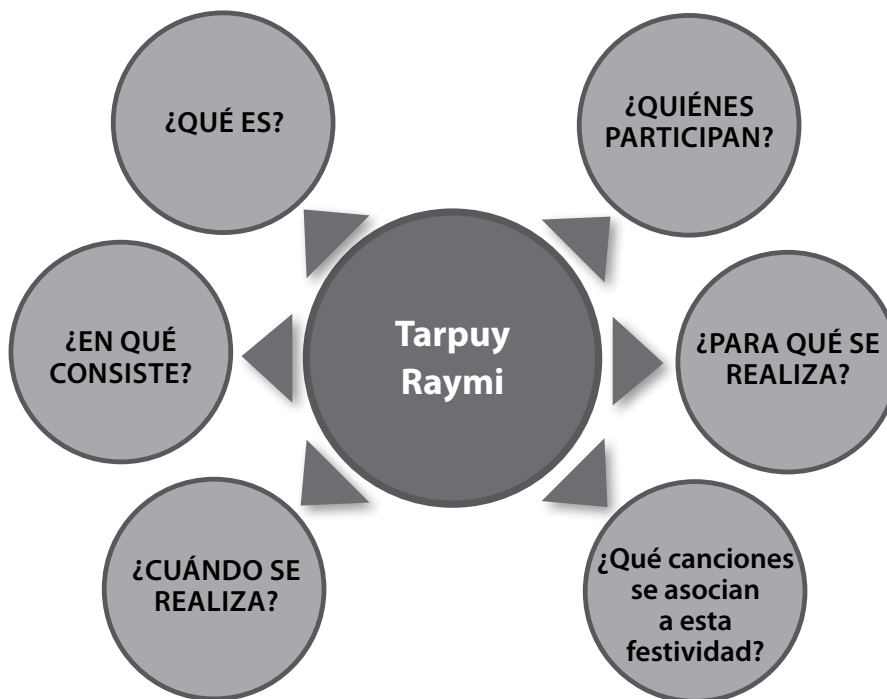 ¿QUÉ ES?
¿QUIÉNES
PARTICIPAN?
¿EN QUÉ
CONSISTE?
Tarpuy
Raymi
¿PARA QUÉ SE
REALIZA?
¿CUÁNDO SE
REALIZA?
¿Qué canciones
se asocian
a esta
festividad?